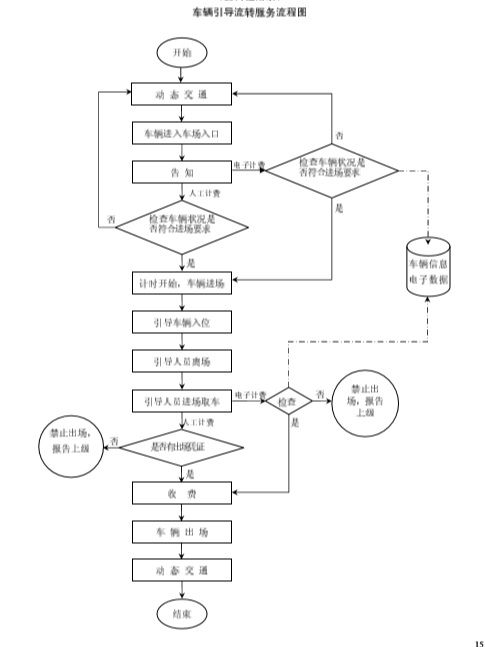 车辆引导流转服务流程图
开始
动 态 交 通
车辆进入车场入口
否
告 知
电子计费
检查车辆状况是
否符合进场要求
人工计费
否
检查车辆状况是
否符合进场要求
是
是
车辆信息
电子数据
计时开始，车辆进场
引导车辆入位
引导人员离场
引导人员进场取车
电子计费
检查
否
禁止出
场，报告
上级
人工计费
是
禁止出场，
报告上级
否
是否有出场凭证
是
收 费
车 辆 出 场
动 态 交 通
结束
15